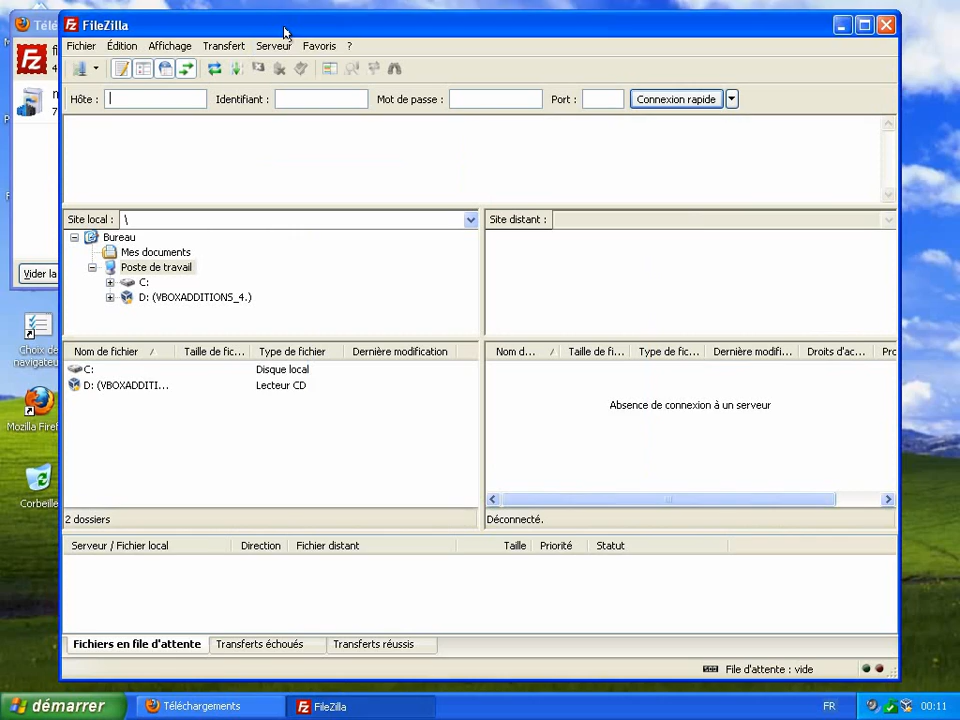 Télé
FileZilla
Fichier Édition Affichage Transfert Serveur Favoris ?
Hôte : Identifiant : Mot de passe : Port : Connexion rapide
Site local : \
Site distant :
Bureau
Mes documents
Poste de travail
C:
D: (VBOXADDITIONS_4.)
Vider la
Nom de fichier Taille de fic... Type de fichier Dernière modification
Nom d... Taille de fi... Type de fic... Dernière modifi... Droits d'ac... Pro
C: Disque local
D: (VBOXADDITI... Lecteur CD
Absence de connexion à un serveur
Choix de
navigateu
Mozilla Firef
Corbeille
2 dossiers
Déconnecté.
Serveur / Fichier local Direction Fichier distant Taille Priorité Statut
Fichiers en file d'attente Transferts échoués Transferts réussis
File d'attente : vide
démarrer Téléchargements FileZilla FR 00:11